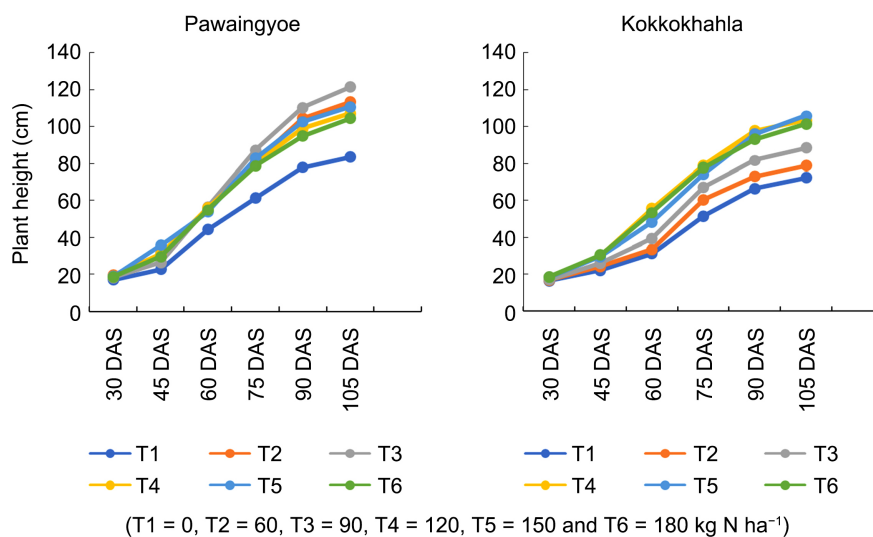 Pawaingyoe
Kokkokhahla
Plant height (cm)
140
120
100
80
60
40
20
0
30 DAS
45 DAS
60 DAS
75 DAS
90 DAS
105 DAS
140
120
100
80
60
40
20
0
30 DAS
45 DAS
60 DAS
75 DAS
90 DAS
105 DAS
T1 T2 T3
T4 T5 T6
T1 T2 T3
T4 T5 T6
(T1 = 0, T2 = 60, T3 = 90, T4 = 120, T5 = 150 and T6 = 180 kg N ha⁻¹)